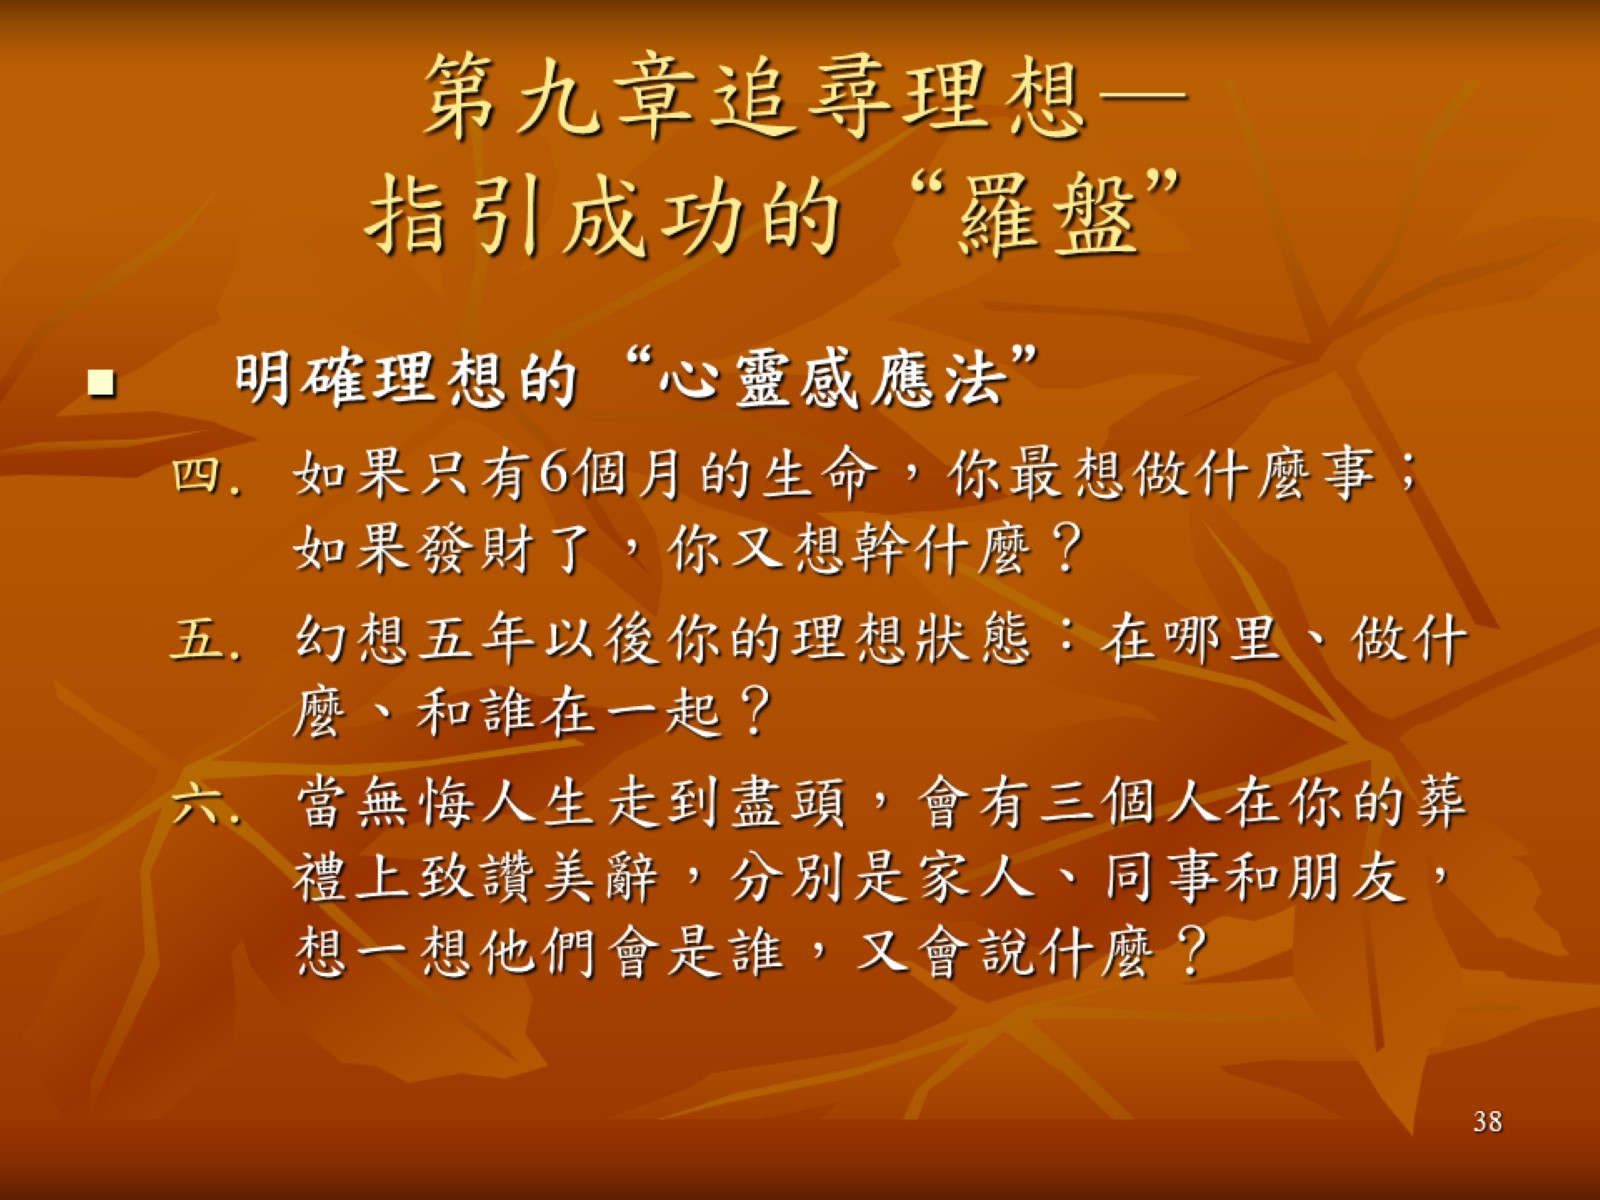 第九章追尋理想—
指引成功的“羅盤”
■ 明確理想的“心靈感應法”
四. 如果只有6個月的生命，你最想做什麼事；
如果發財了，你又想幹什麼？
五. 幻想五年以後你的理想狀態：在哪里、做什
麼、和誰在一起？
六. 當無悔人生走到盡頭，會有三個人在你的葬
禮上致讚美辭，分別是家人、同事和朋友，
想一想他們會是誰，又會說什麼？
38